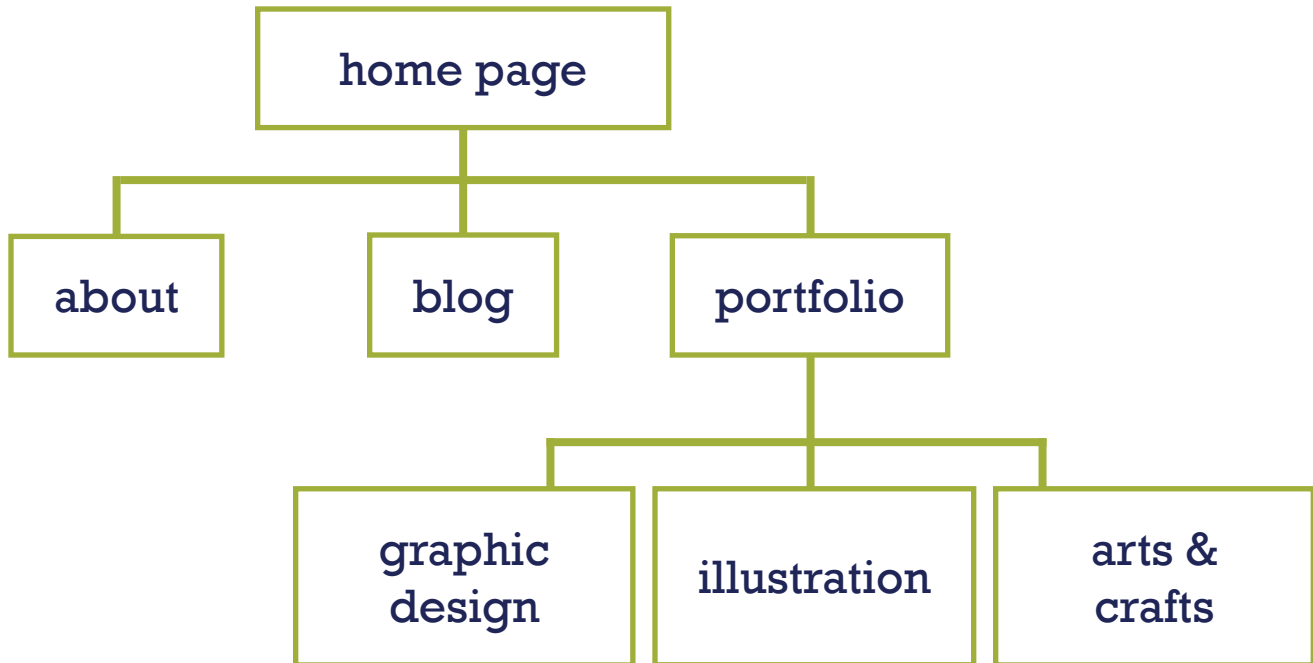 home page
about
blog
portfolio
graphic
design
illustration
arts &
crafts